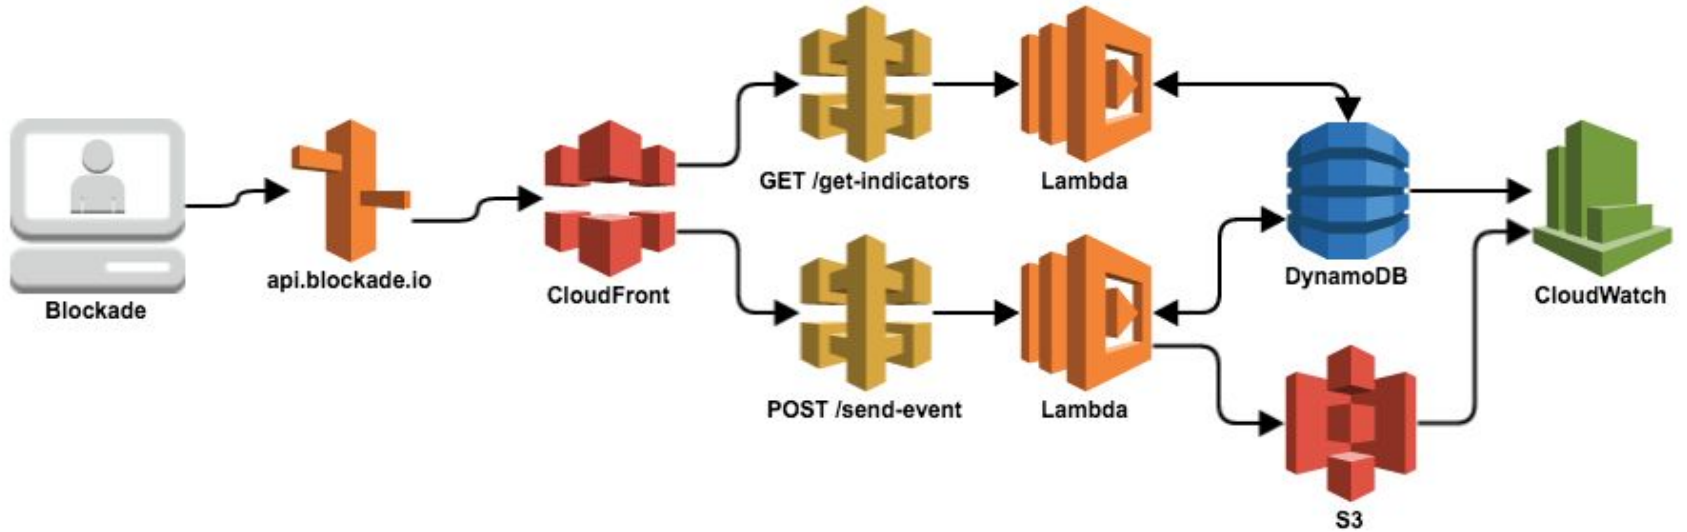 Blockade
api.blockade.io
CloudFront
GET /get-indicators
Lambda
POST /send-event
Lambda
DynamoDB
S3
CloudWatch